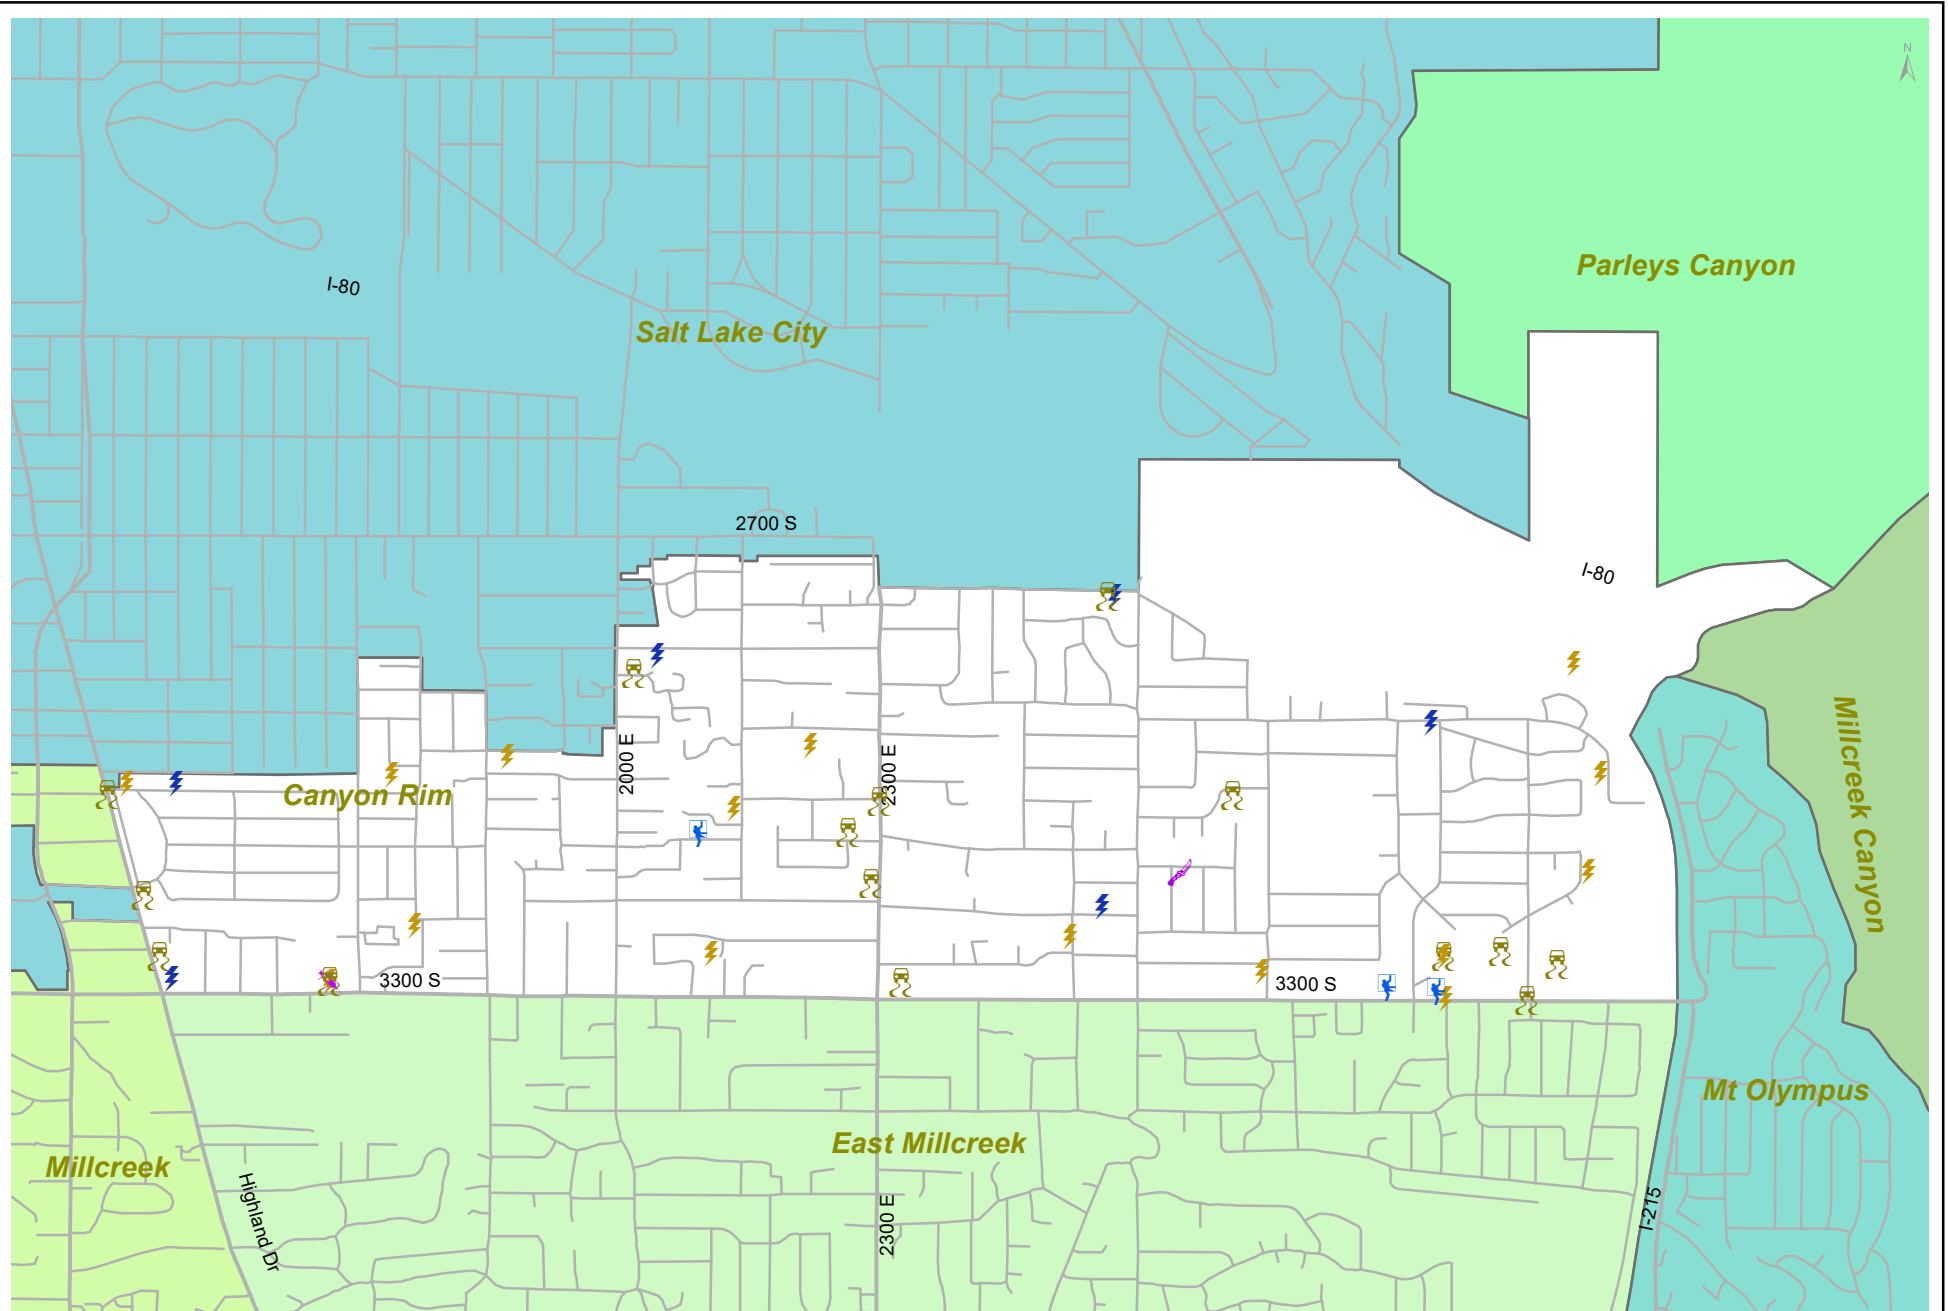 N
Parleys Canyon
I-80
Salt Lake City
2700 S
I-80
Millcreek Canyon
2000 E
2300 E
Canyon Rim
3300 S
3300 S
Mt Olympus
East Millcreek
Millcreek
Highland Dr
2300 E
I-215